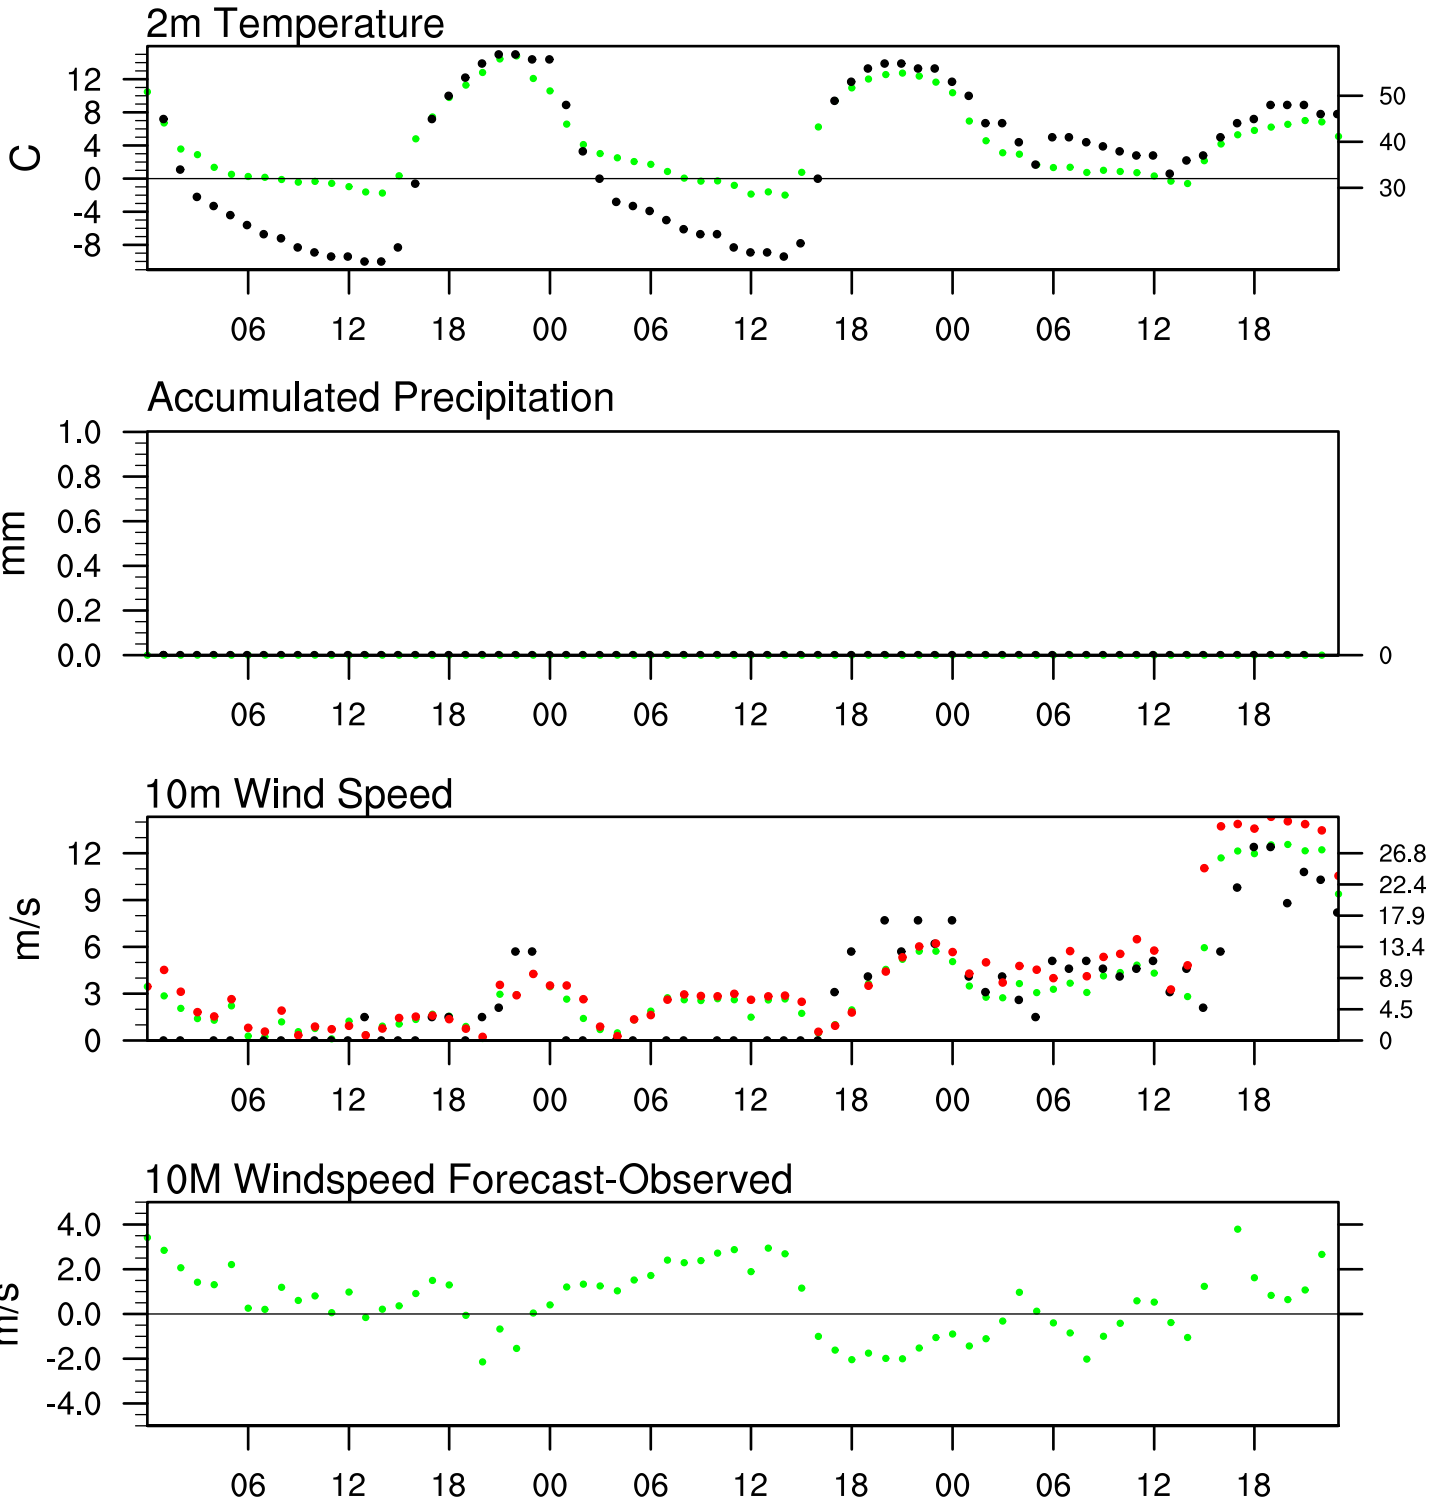 2m Temperature
12
8
4
0
-4
-8
C
50
40
30
06 12 18 00 06 12 18 00 06 12 18
Accumulated Precipitation
1.0
0.8
0.6
0.4
0.2
0.0
mm
0
06 12 18 00 06 12 18 00 06 12 18
10m Wind Speed
12
9
6
3
0
m/s
26.8
22.4
17.9
13.4
8.9
4.5
0
06 12 18 00 06 12 18 00 06 12 18
10M Windspeed Forecast-Observed
4.0
2.0
0.0
-2.0
-4.0
m/s
06 12 18 00 06 12 18 00 06 12 18